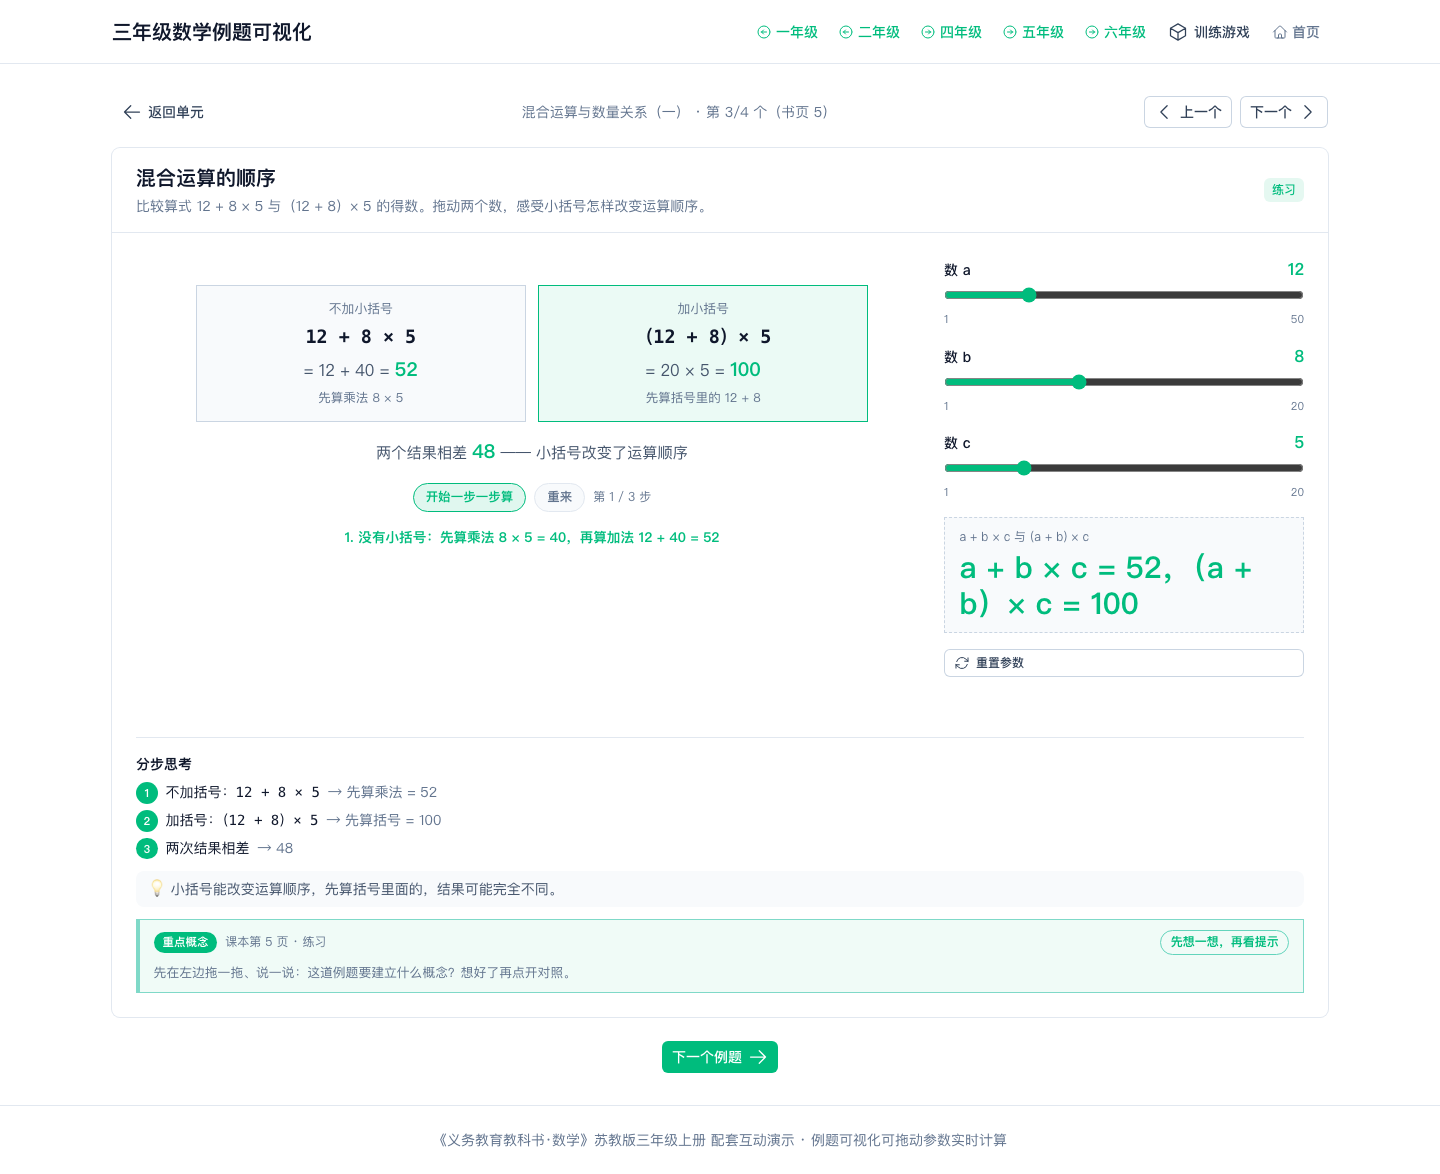 三年级数学例题可视化
一年级 二年级 四年级 五年级 六年级 训练游戏 首页
返回单元
混合运算与数量关系（一） · 第 3/4 个（书页 5）
上一个 下一个
混合运算的顺序
比较算式 12 + 8 × 5 与（12 + 8）× 5 的得数。拖动两个数，感受小括号怎样改变运算顺序。
练习
不加小括号
12 + 8 × 5
= 12 + 40 = 52
先算乘法 8 × 5
加小括号
(12 + 8) × 5
= 20 × 5 = 100
先算括号里的 12 + 8
两个结果相差 48 —— 小括号改变了运算顺序
开始一步一步算 重来 第 1 / 3 步
1. 没有小括号：先算乘法 8 × 5 = 40，再算加法 12 + 40 = 52
数 a 12
1 50
数 b 8
1 20
数 c 5
1 20
a + b × c 与 (a + b) × c
a + b × c = 52，（a +
b）× c = 100
重置参数
分步思考
1 不加括号：12 + 8 × 5 → 先算乘法 = 52
2 加括号：(12 + 8) × 5 → 先算括号 = 100
3 两次结果相差 → 48
💡 小括号能改变运算顺序，先算括号里面的，结果可能完全不同。
重点概念 课本第 5 页 · 练习
先想一想，再看提示
先在左边拖一拖、说一说：这道例题要建立什么概念？想好了再点开对照。
下一个例题 →
《义务教育教科书·数学》苏教版三年级上册 配套互动演示 · 例题可视化可拖动参数实时计算